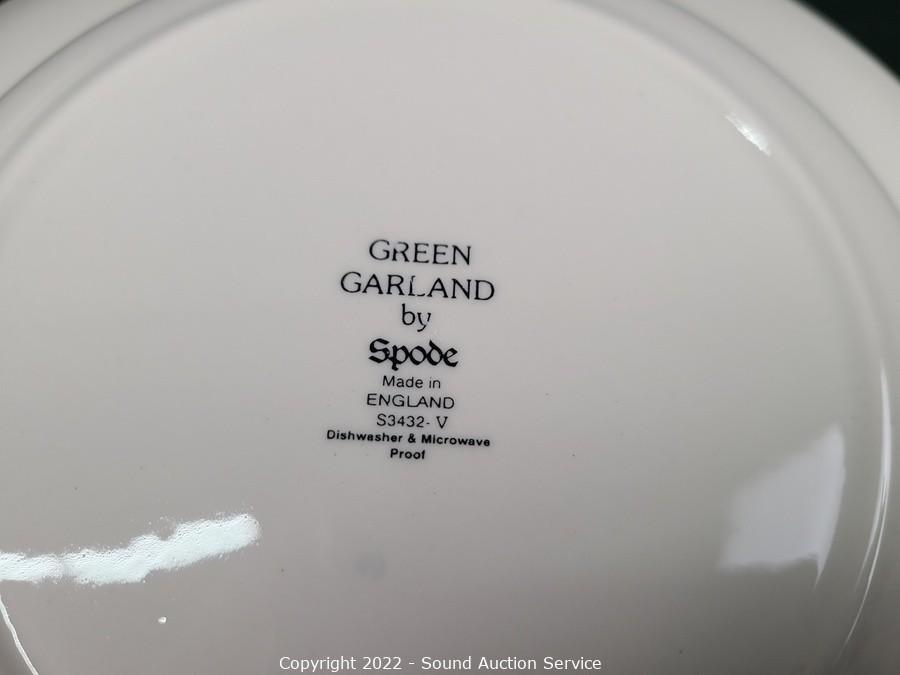 GREEN
GARLAND
by
Spode
Made in
ENGLAND
S3432- V
Dishwasher & Microwave
Proof
Copyright 2022 - Sound Auction Service